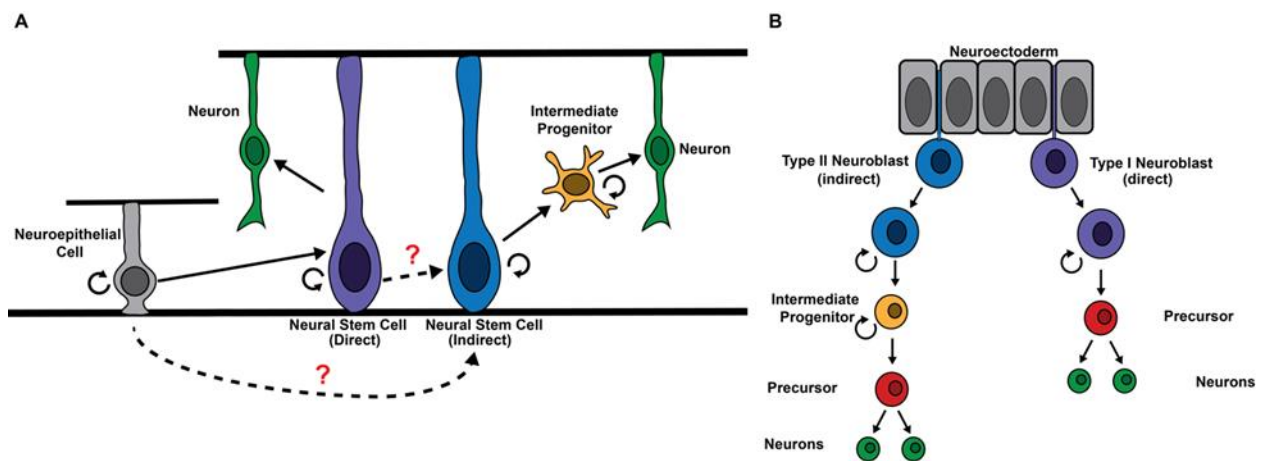 A
Neuron
Intermediate
Progenitor
Neuron
Neuroepithelial
Cell
?
Neural Stem Cell
(Direct)
Neural Stem Cell
(Indirect)
?
B
Neuroectoderm
Type II Neuroblast
(indirect)
Type I Neuroblast
(direct)
Intermediate
Progenitor
Precursor
Precursor
Neurons
Neurons